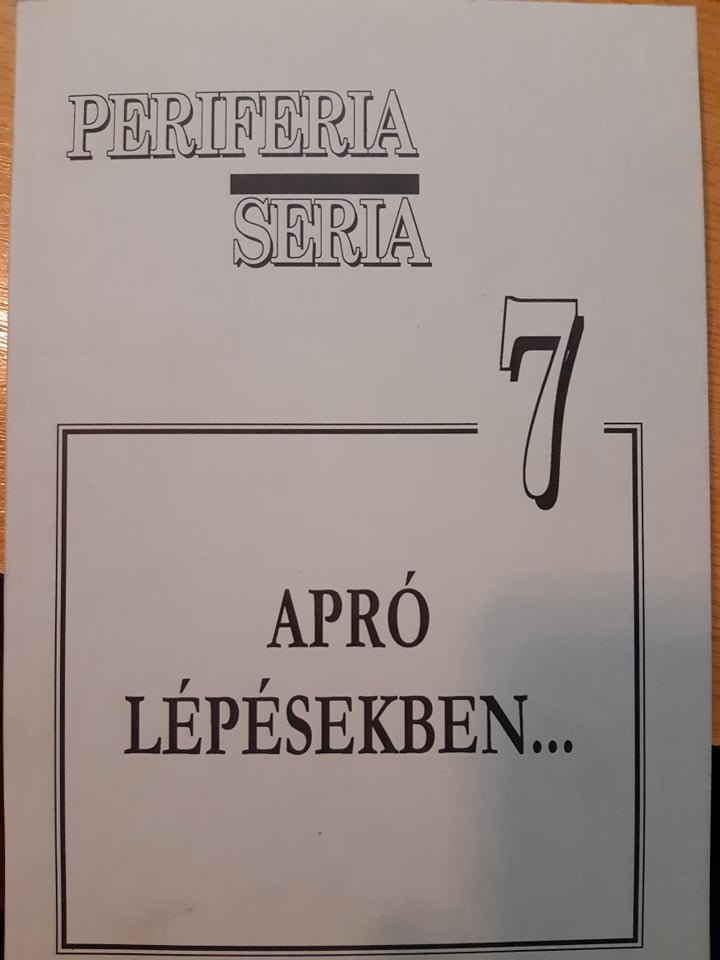 PERIFERIA
SERIA
7
APRÓ
LÉPÉSEKBEN...